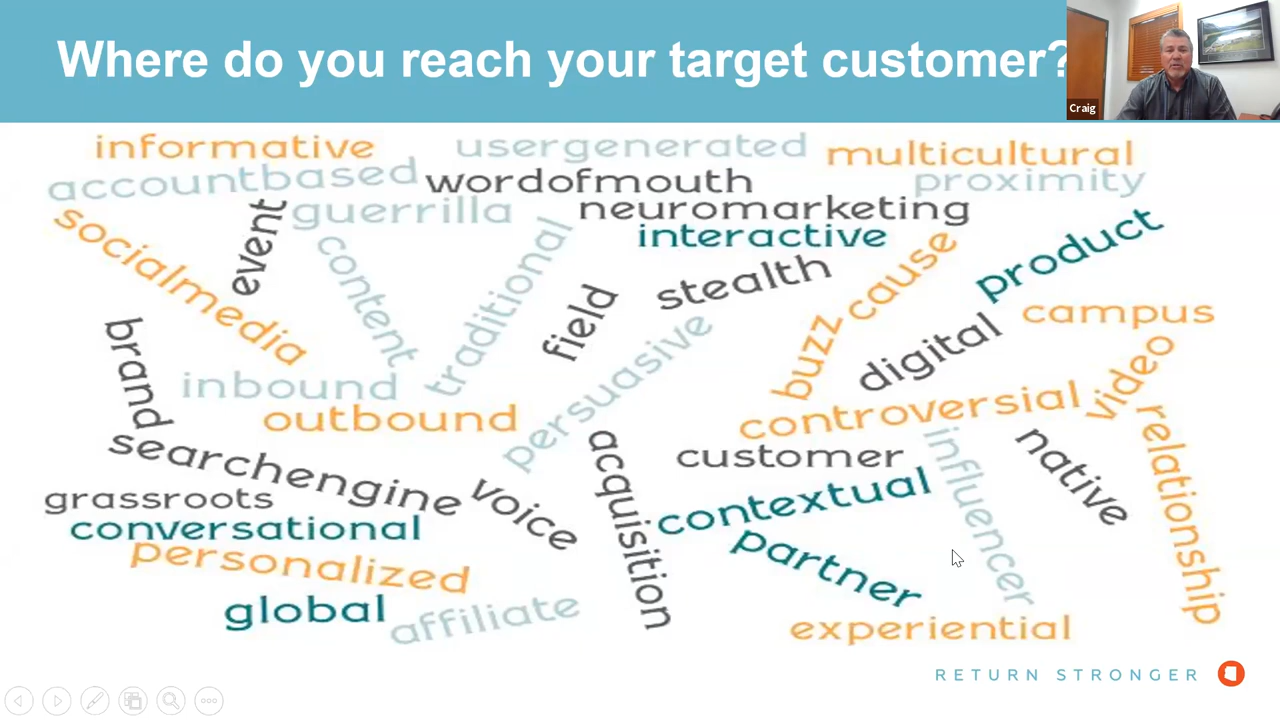 Where do you reach your target customer?
Craig
informative
usergenerated
multicultural
accountbased
wordofmouth
proximity
guerrilla
neuromarketing
socialmedia
event
content
traditional
interactive
cause
product
stealth
field
persuasive
buzz
digital
campus
brand
inbound
outbound
controversial
video
searchengine
customer
influencer
native
relationship
grassroots
voice
acquisition
contextual
conversational
personalized
partner
global
affiliate
experiential
RETURN STRONGER